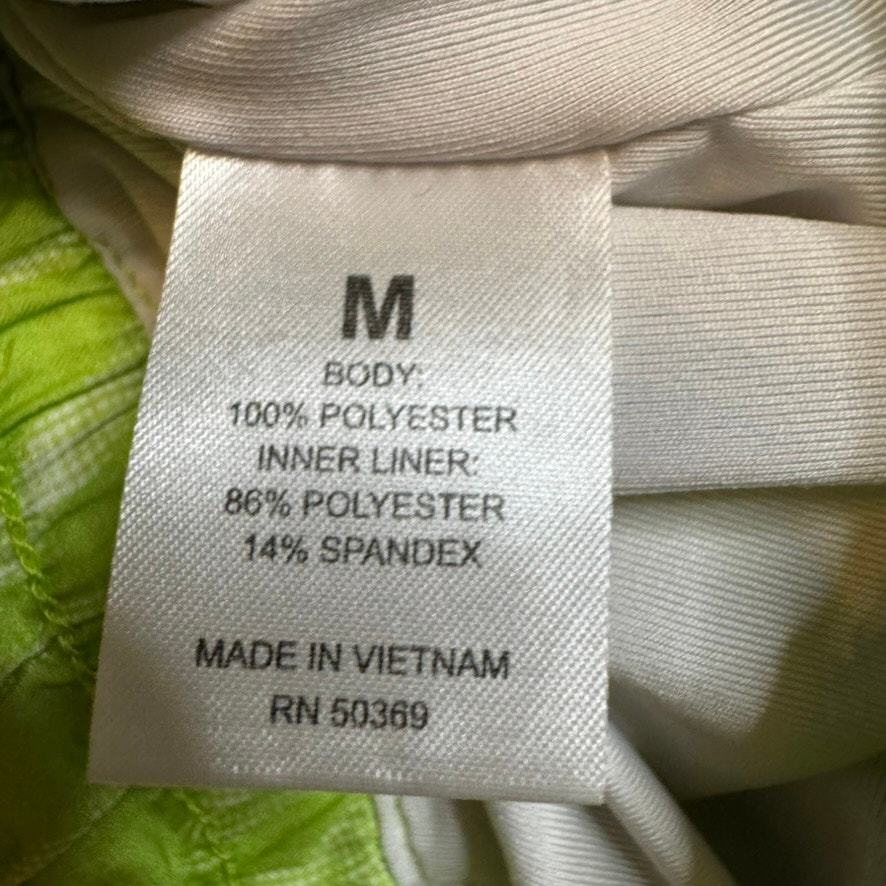 M
BODY:
100% POLYESTER
INNER LINER:
86% POLYESTER
14% SPANDEX
MADE IN VIETNAM
RN 50369